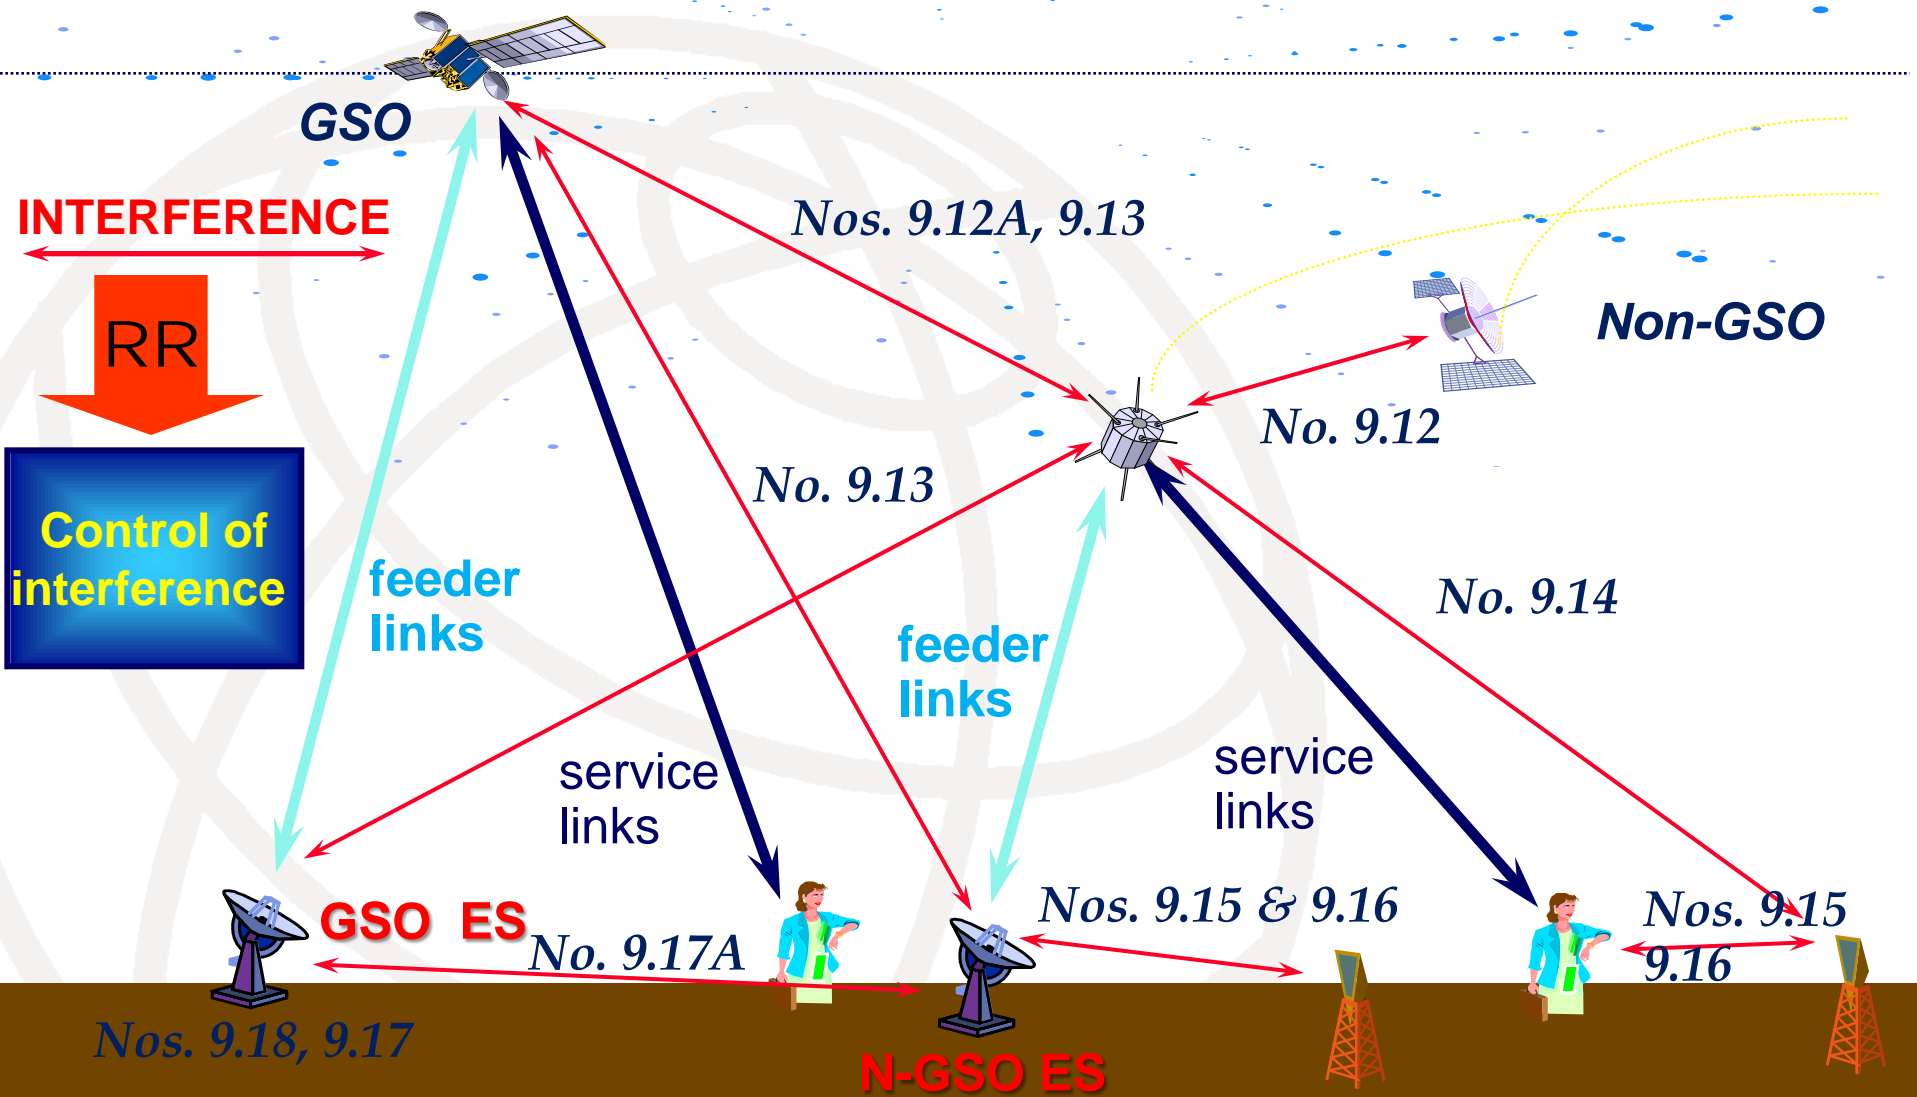 GSO
INTERFERENCE
Nos. 9.12A, 9.13
RR
Non-GSO
No. 9.12
No. 9.13
Control of
interference
feeder
links
No. 9.14
feeder
links
service
links
service
links
GSO ES
No. 9.17A
Nos. 9.15 & 9.16
Nos. 9.15
9.16
Nos. 9.18, 9.17
N-GSO ES